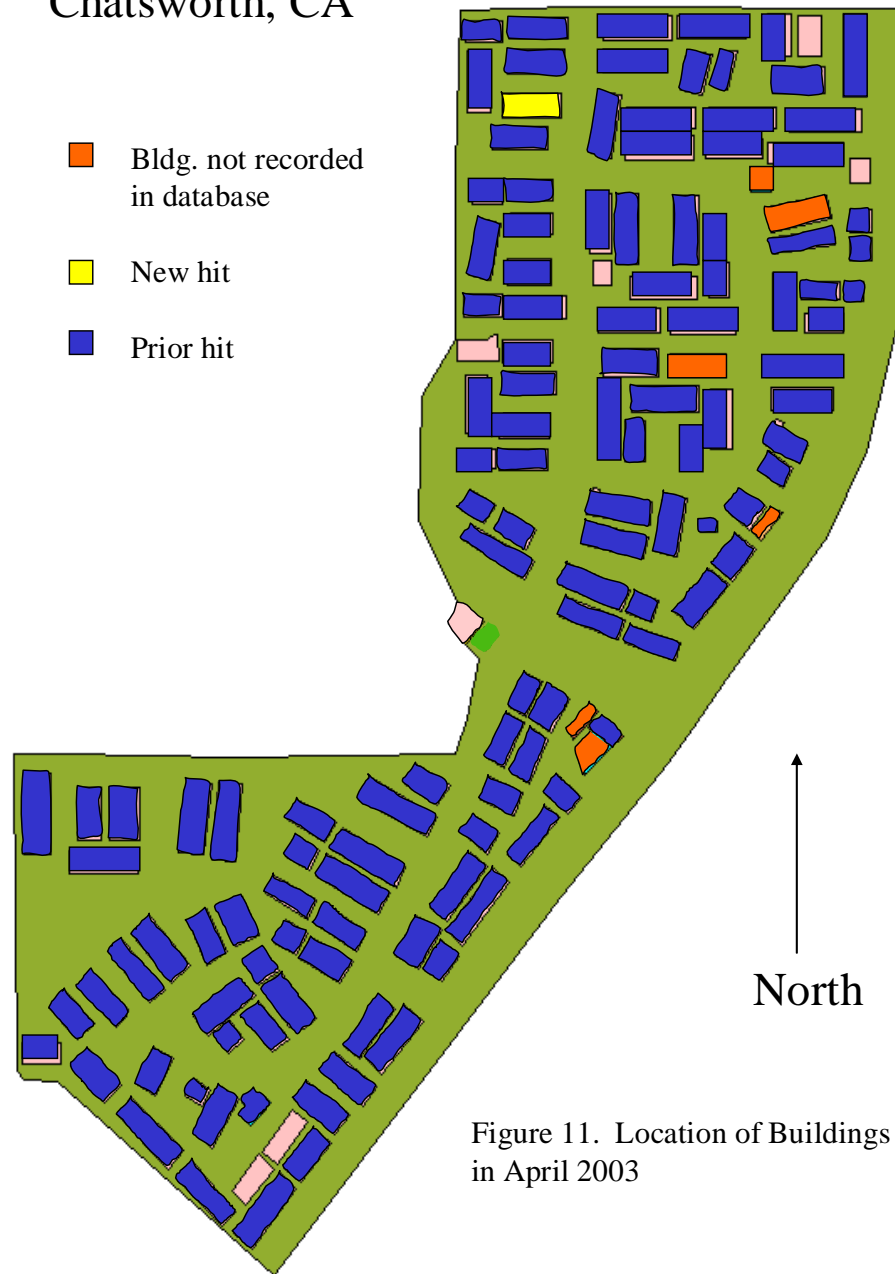 Chatsworth, CA
Bldg. not recorded
in database
New hit
Prior hit
North
Figure 11. Location of Buildings
in April 2003